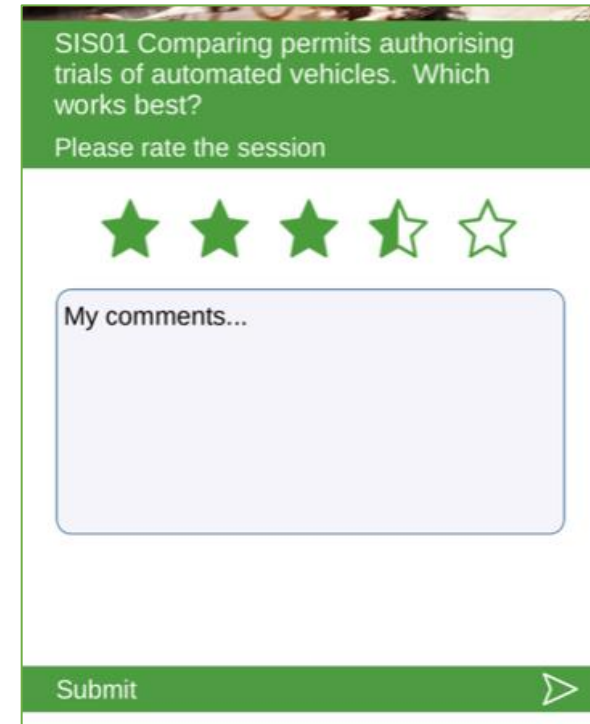 SIS01 Comparing permits authorising
trials of automated vehicles.  Which
works best?
Please rate the session
My comments...
Submit